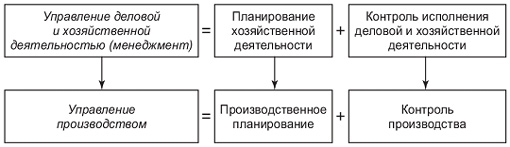 Управление деловой
и хозяйственной
деятельностью (менеджмент)
=
Планирование
хозяйственной
деятельности
+
Контроль исполнения
деловой и хозяйственной
деятельности
Управление
производством
=
Производственное
планирование
+
Контроль
производства